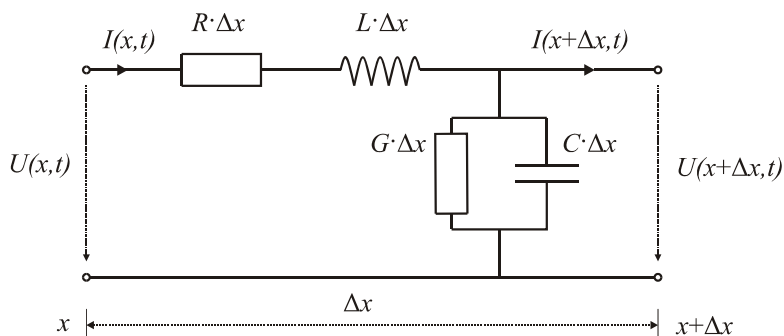 R·Δx
L·Δx
I(x,t)
I(x+Δx,t)
G·Δx
C·Δx
U(x,t)
U(x+Δx,t)
Δx
x
x+Δx